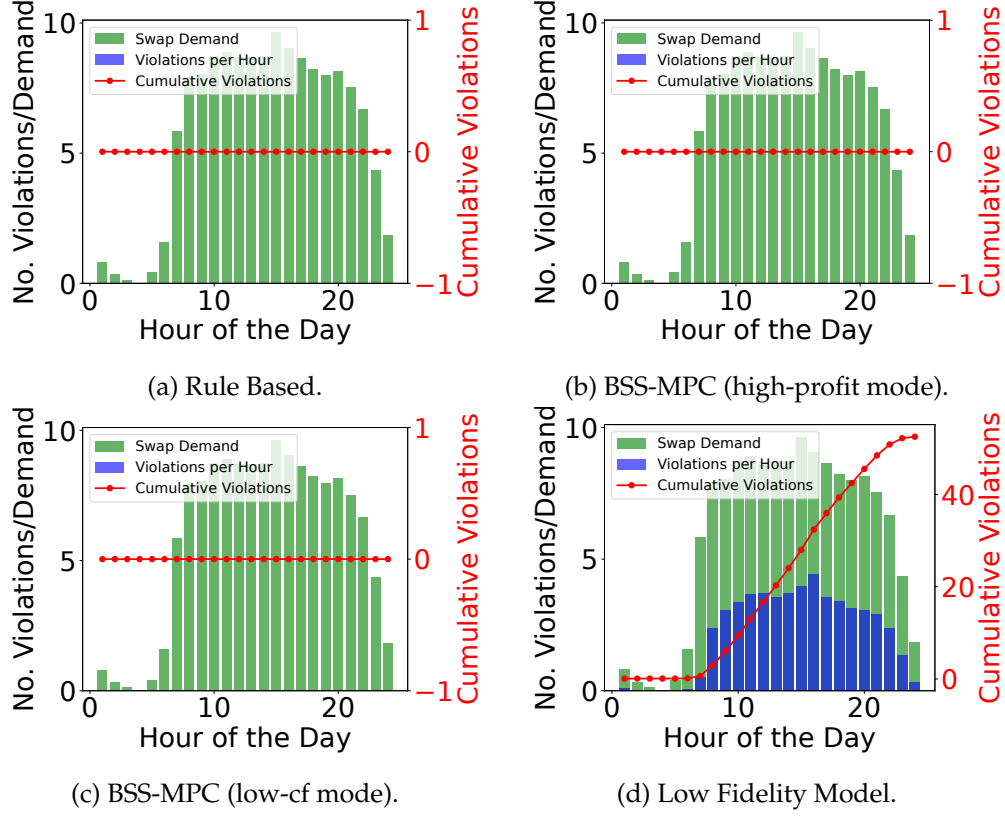 No. Violations/Demand
10
5
0
Swap Demand
Violations per Hour
Cumulative Violations
1
0
−1
Cumulative Violations
0
10
20
Hour of the Day
(a) Rule Based.
No. Violations/Demand
10
5
0
Swap Demand
Violations per Hour
Cumulative Violations
1
0
−1
Cumulative Violations
0
10
20
Hour of the Day
(b) BSS-MPC (high-profit mode).
No. Violations/Demand
10
5
0
Swap Demand
Violations per Hour
Cumulative Violations
1
0
−1
Cumulative Violations
0
10
20
Hour of the Day
(c) BSS-MPC (low-cf mode).
No. Violations/Demand
10
5
0
Swap Demand
Violations per Hour
Cumulative Violations
40
20
0
Cumulative Violations
0
10
20
Hour of the Day
(d) Low Fidelity Model.